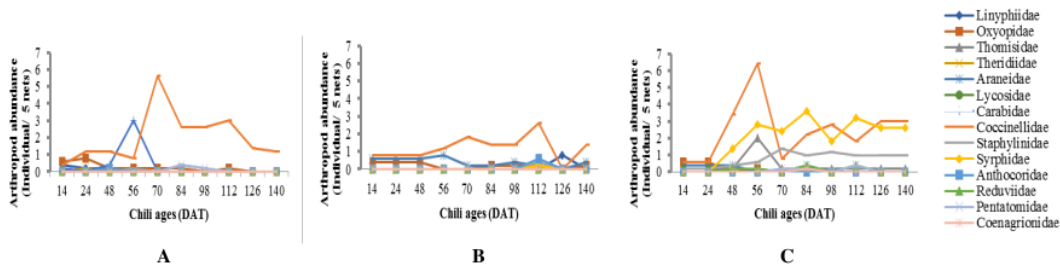 Arthropod abundance
(Individual/ 5 nets)
7
6
5
4
3
2
1
0
14 24 48 56 70 84 98 112 126 140
Chili ages (DAT)
A
Arthropod abundance
(Individual/ 5 nets)
7
6
5
4
3
2
1
0
14 24 48 56 70 84 98 112 126 140
Chili ages (DAT)
B
Arthropod abundance
(Individual/ 5 nets)
7
6
5
4
3
2
1
0
14 24 48 56 70 84 98 112 126 140
Chili ages (DAT)
C
Linyphiidae
Oxyopidae
Thomisidae
Theridiidae
Araneidae
Lycosidae
Carabidae
Coccinellidae
Staphylinidae
Syrphidae
Anthocoridae
Reduviidae
Pentatomidae
Coenagrionidae